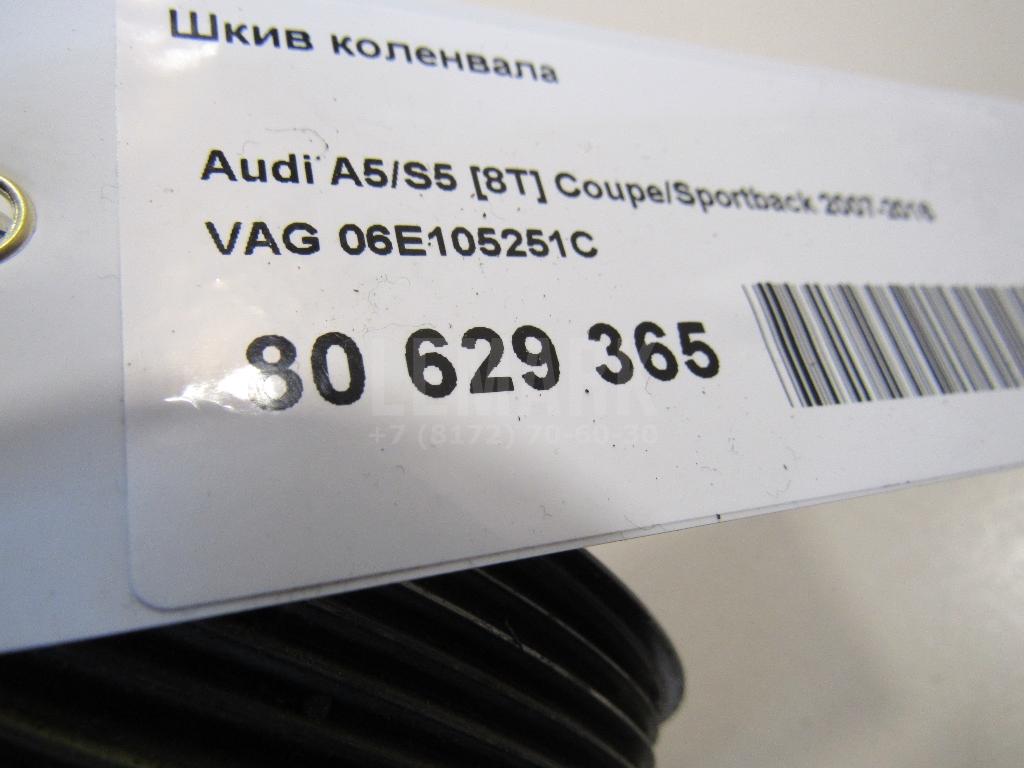 Шкив коленвала
Audi A5/S5 [8T] Coupe/Sportback 2007-2016
VAG 06E105251C
80 629 365
LEMARK
+7 (8172) 70-60-30